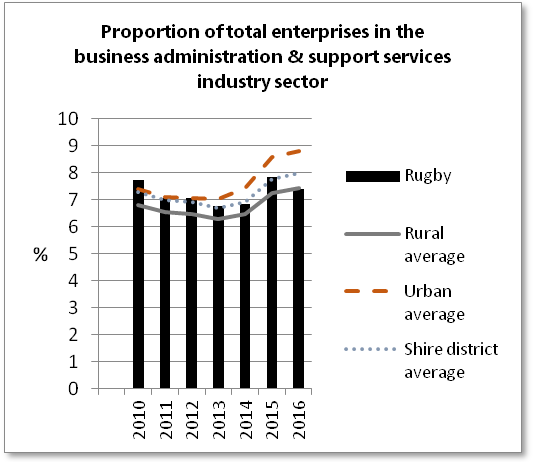 Proportion of total enterprises in the
business administration & support services
industry sector
10
9
8
7
6
5
4
3
2
1
0
%
2010
2011
2012
2013
2014
2015
2016
Rugby
Rural
average
Urban
average
Shire district
average